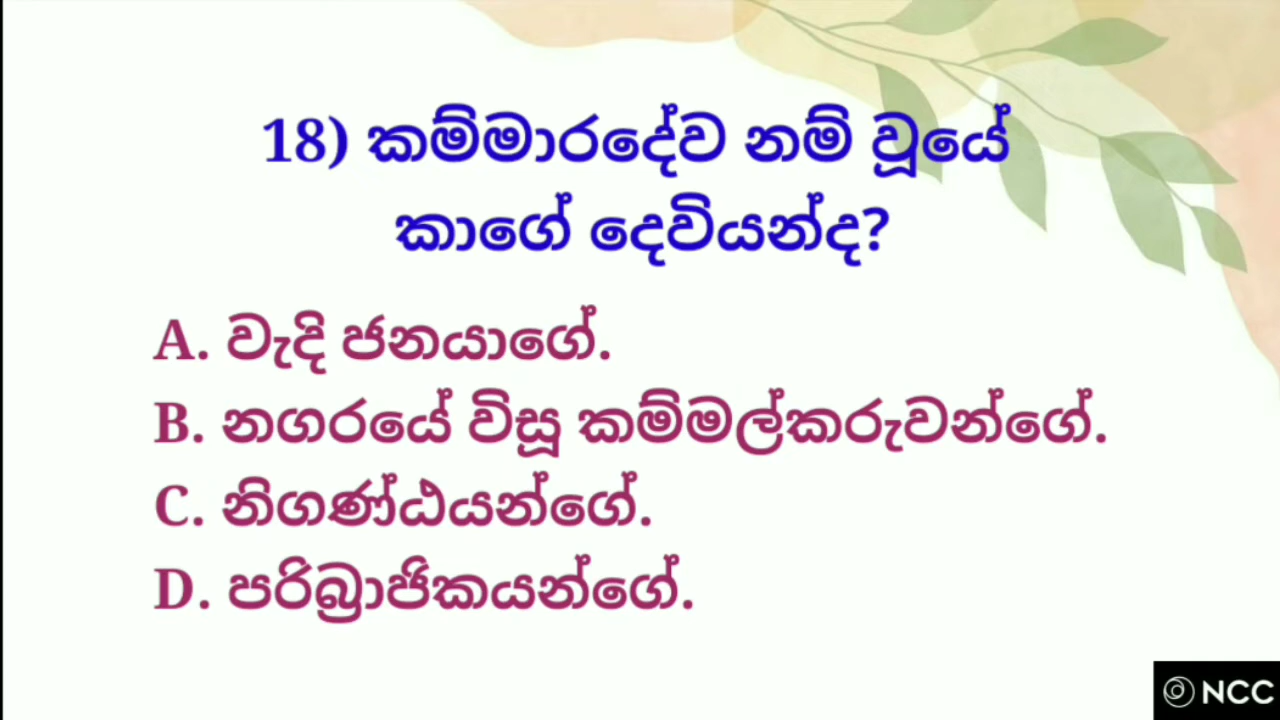 18) කම්මාරදේව නම් වූයේ
කාගේ දෙවියන්ද?
A. වැදි ජනයාගේ.
B. නගරයේ විසූ කම්මල්කරුවන්ගේ.
C. නිගණ්ඨයන්ගේ.
D. පරිබ්‍රාජිකයන්ගේ.
NCC